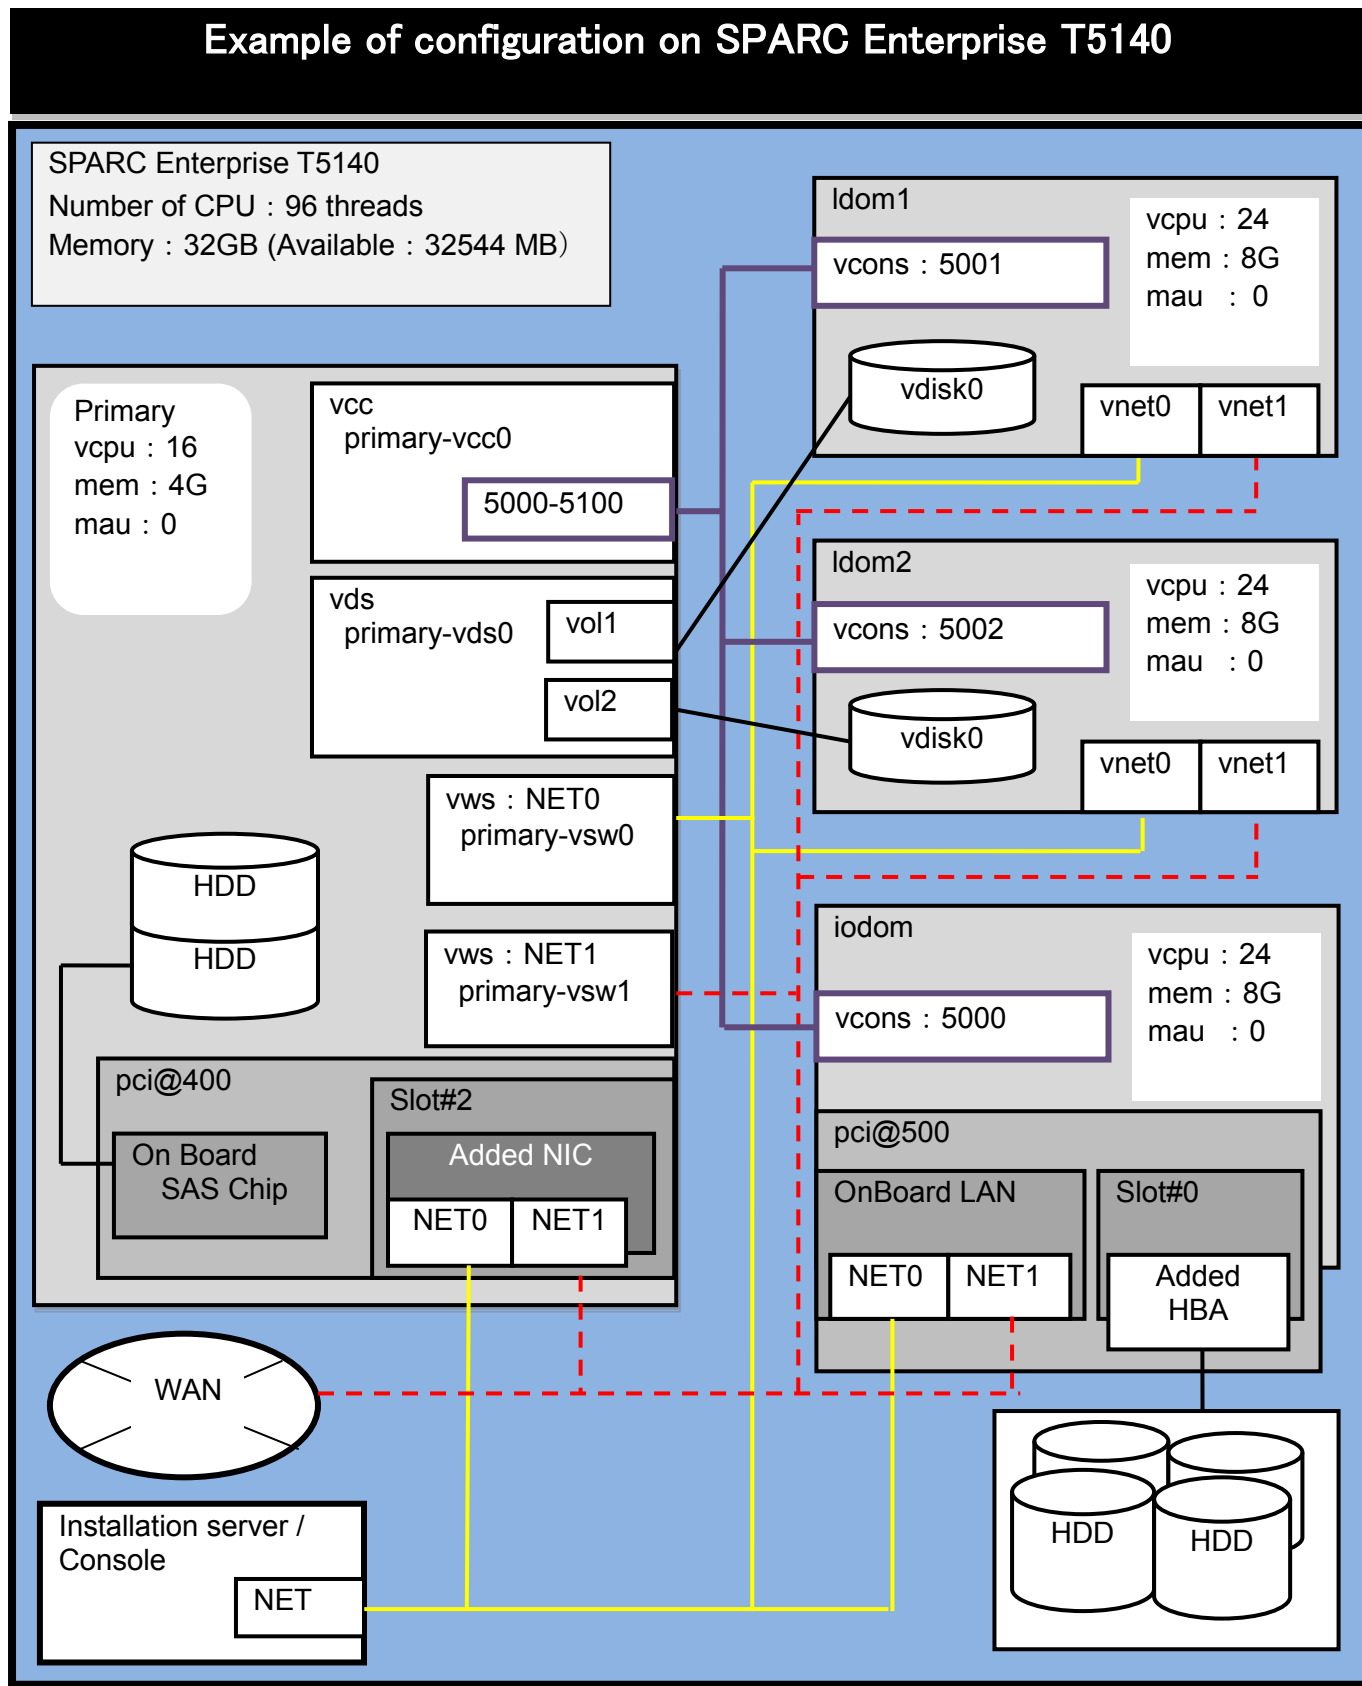 Example of configuration on SPARC Enterprise T5140
SPARC Enterprise T5140
Number of CPU：96 threads
Memory：32GB (Available：32544 MB）
Primary
vcpu：16
mem：4G
mau：0
vcc
primary-vcc0
5000-5100
vds
primary-vds0
vol1
vol2
vws：NET0
primary-vsw0
vws：NET1
primary-vsw1
HDD
HDD
pci@400
On Board
SAS Chip
Slot#2
Added NIC
NET0
NET1
ldom1
vcons：5001
vcpu：24
mem：8G
mau ：0
vdisk0
vnet0
vnet1
ldom2
vcons：5002
vcpu：24
mem：8G
mau ：0
vdisk0
vnet0
vnet1
iodom
vcons：5000
vcpu：24
mem：8G
mau ：0
pci@500
OnBoard LAN
NET0
NET1
Slot#0
Added
HBA
WAN
Installation server /
Console
NET
HDD
HDD